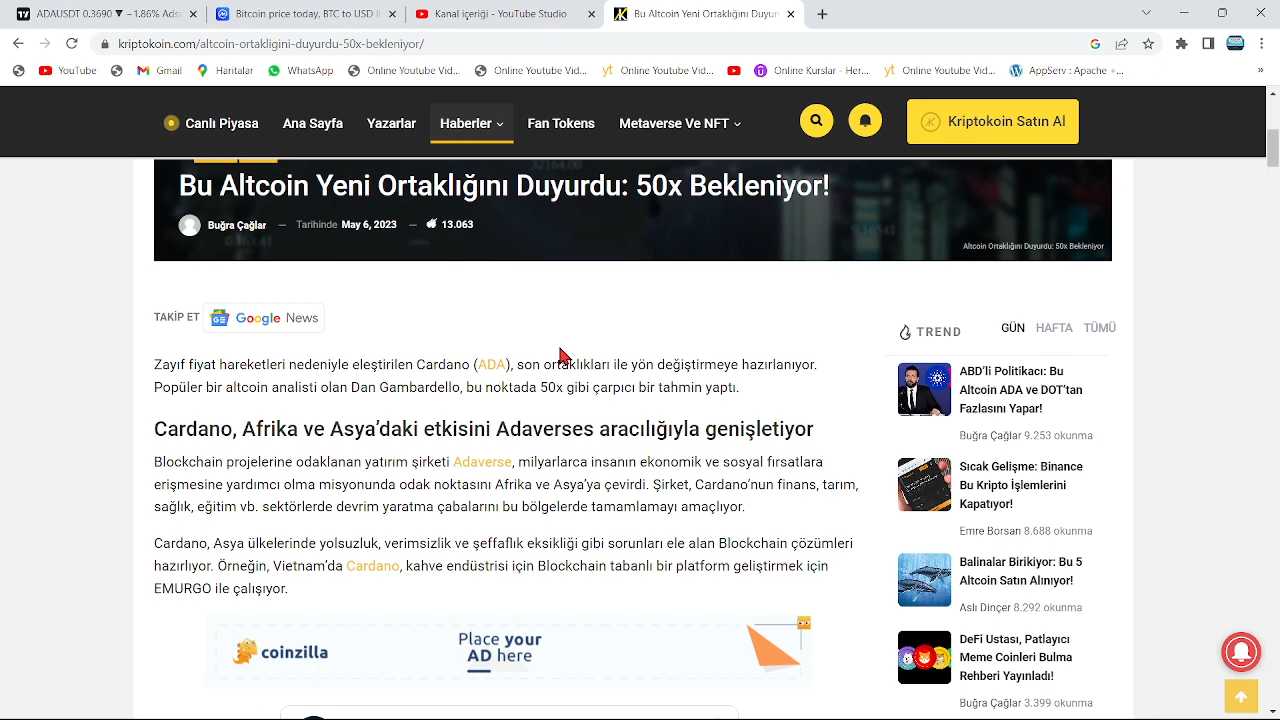 ADAUSDT 0.3690 ▼ −1.86% Ads
Bitcoin price today, BTC to USD l
Kanal içeriği - YouTube Studio
Bu Altcoin Yeni Ortaklığını Duyur
kriptokoin.com/altcoin-ortakligini-duyurdu-50x-bekleniyor/
YouTube
Gmail
Haritalar
WhatsApp
Online Youtube Vid...
Online Youtube Vid...
Online Youtube Vid...
Online Kurslar - Her...
Online Youtube Vid...
AppServ : Apache +...
»
Canlı Piyasa
Ana Sayfa
Yazarlar
Haberler
Fan Tokens
Metaverse Ve NFT
Kriptokoin Satın Al
Bu Altcoin Yeni Ortaklığını Duyurdu: 50x Bekleniyor!
Buğra Çağlar — Tarihinde May 6, 2023 — 13.063
Altcoin Ortaklığını Duyurdu: 50x Bekleniyor
TAKİP ET Google News
Zayıf fiyat hareketleri nedeniyle eleştirilen Cardano (ADA), son ortaklıkları ile yön değiştirmeye hazırlanıyor.
Popüler bir altcoin analisti olan Dan Gambardello, bu noktada 50x gibi çarpıcı bir tahmin yaptı.
Cardano, Afrika ve Asya'daki etkisini Adaverses aracılığıyla genişletiyor
Blockchain projelerine odaklanan yatırım şirketi Adaverse, milyarlarca insanın ekonomik ve sosyal fırsatlara
erişmesine yardımcı olma misyonunda odak noktasını Afrika ve Asya'ya çevirdi. Şirket, Cardano'nun finans, tarım,
sağlık, eğitim vb. sektörlerde devrim yaratma çabalarını bu bölgelerde tamamlamayı amaçlıyor.
Cardano, Asya ülkelerinde yolsuzluk, verimsizlik ve şeffaflık eksikliği gibi sorunları ele alan Blockchain çözümleri
hazırlıyor. Örneğin, Vietnam'da Cardano, kahve endüstrisi için Blockchain tabanlı bir platform geliştirmek için
EMURGO ile çalışıyor.
coinzilla
Place your
AD here
TREND
GÜN HAFTA TÜMÜ
ABD'li Politikacı: Bu
Altcoin ADA ve DOT'tan
Fazlasını Yapar!
Buğra Çağlar 9.253 okunma
Sıcak Gelişme: Binance
Bu Kripto İşlemlerini
Kapatıyor!
Emre Borsan 8.688 okunma
Balinalar Birikiyor: Bu 5
Altcoin Satın Alınıyor!
Aslı Dinçer 8.292 okunma
DeFi Ustası, Patlayıcı
Meme Coinleri Bulma
Rehberi Yayınladı!
Buğra Çağlar 3.399 okunma